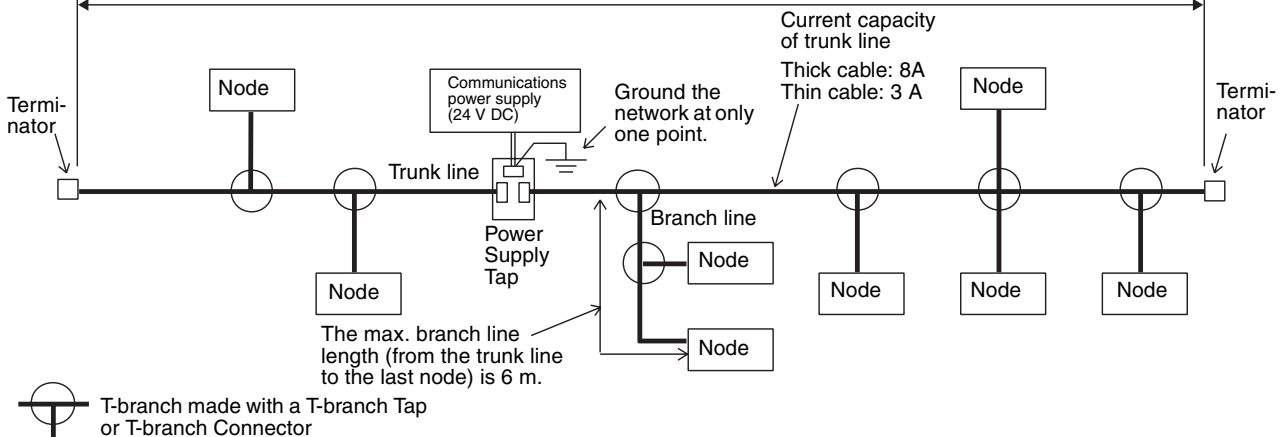 Current capacity
of trunk line
Thick cable: 8A
Thin cable: 3 A
Termi-
nator
Node
Communications
power supply
(24 V DC)
Ground the
network at only
one point.
Node
Termi-
nator
Trunk line
Power
Supply
Tap
Branch line
Node
Node
Node
Node
Node
Node
The max. branch line
length (from the trunk line
to the last node) is 6 m.
T-branch made with a T-branch Tap
or T-branch Connector